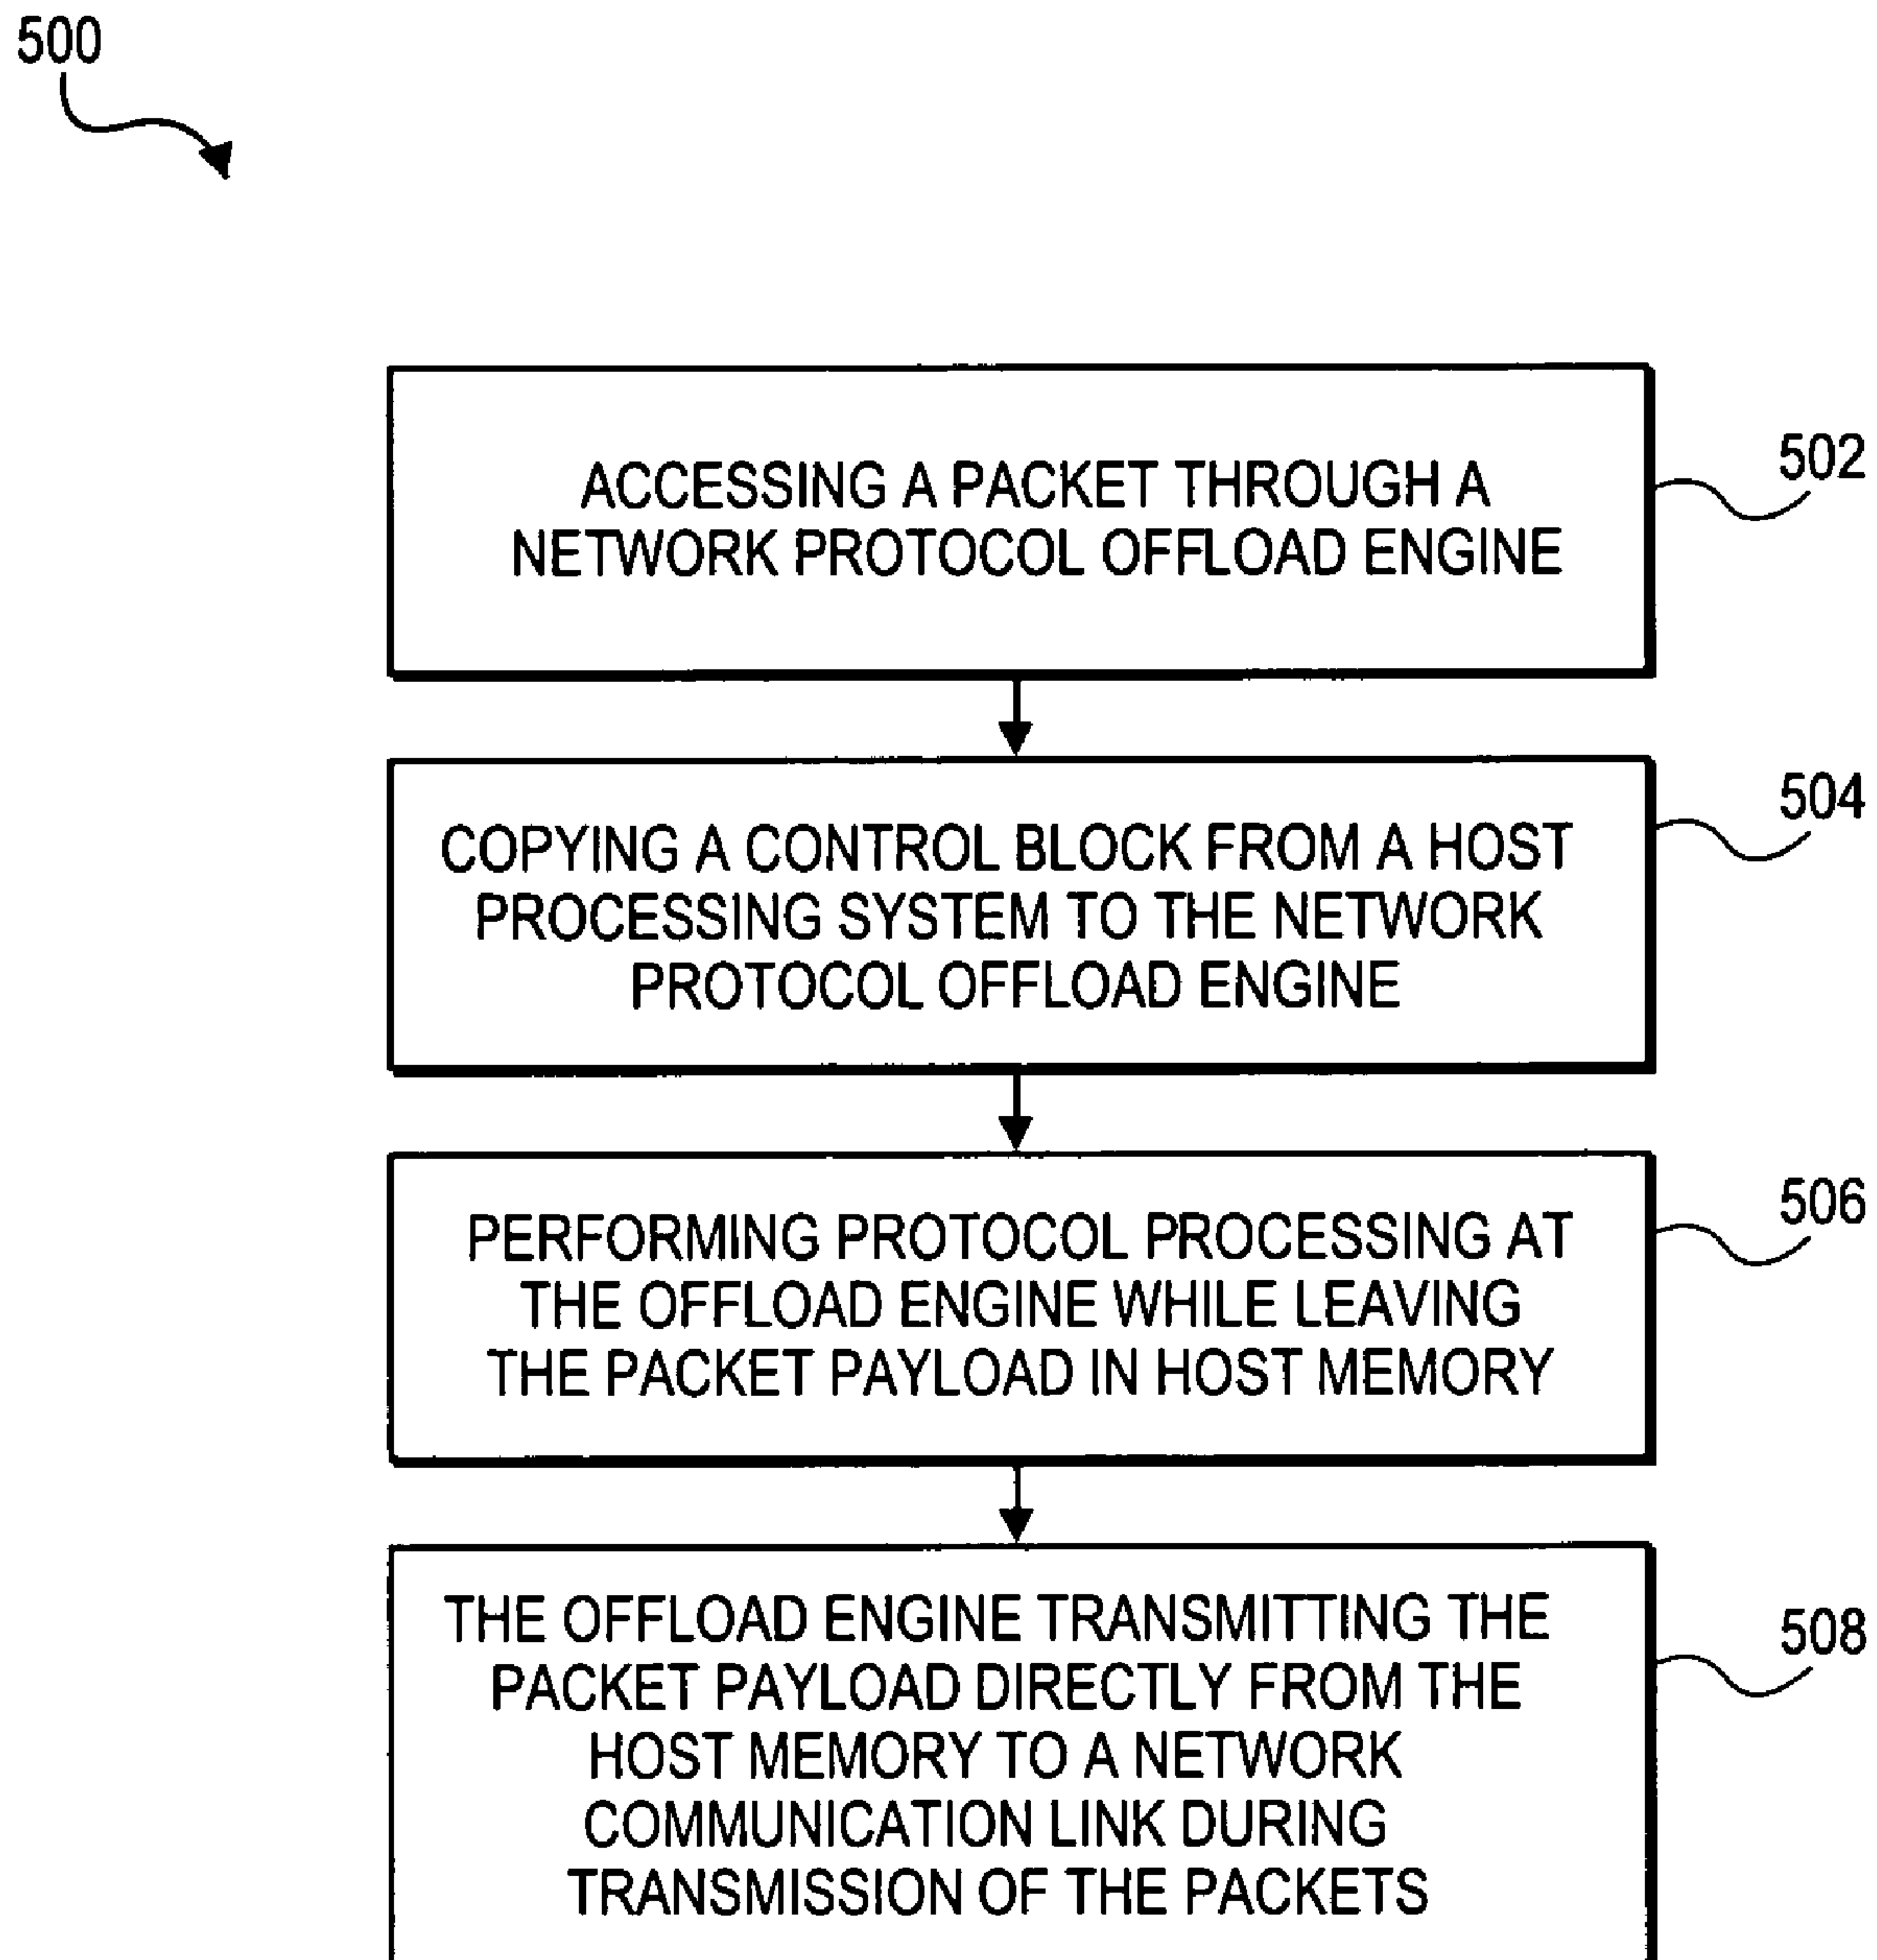 500
ACCESSING A PACKET THROUGH A
NETWORK PROTOCOL OFFLOAD ENGINE
502
COPYING A CONTROL BLOCK FROM A HOST
PROCESSING SYSTEM TO THE NETWORK
PROTOCOL OFFLOAD ENGINE
504
PERFORMING PROTOCOL PROCESSING AT
THE OFFLOAD ENGINE WHILE LEAVING
THE PACKET PAYLOAD IN HOST MEMORY
506
THE OFFLOAD ENGINE TRANSMITTING THE
PACKET PAYLOAD DIRECTLY FROM THE
HOST MEMORY TO A NETWORK
COMMUNICATION LINK DURING
TRANSMISSION OF THE PACKETS
508